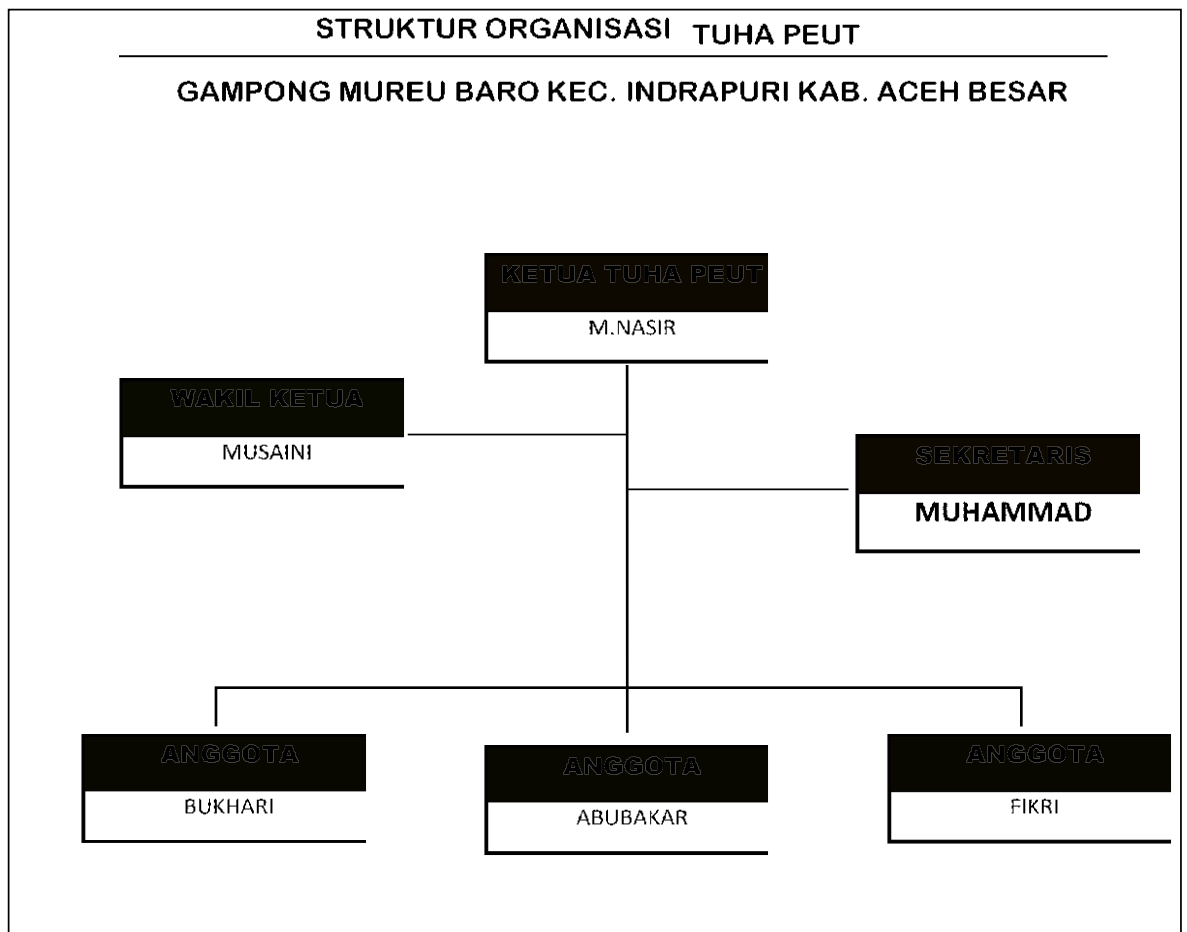 STRUKTUR ORGANISASI TUHA PEUT
GAMPONG MUREU BARO KEC. INDRAPURI KAB. ACEH BESAR
KETUA TUHA PEUT
M.NASIR
WAKIL KETUA
MUSAINI
SEKRETARIS
MUHAMMAD
ANGGOTA
BUKHARI
ANGGOTA
ABUBAKAR
ANGGOTA
FIKRI